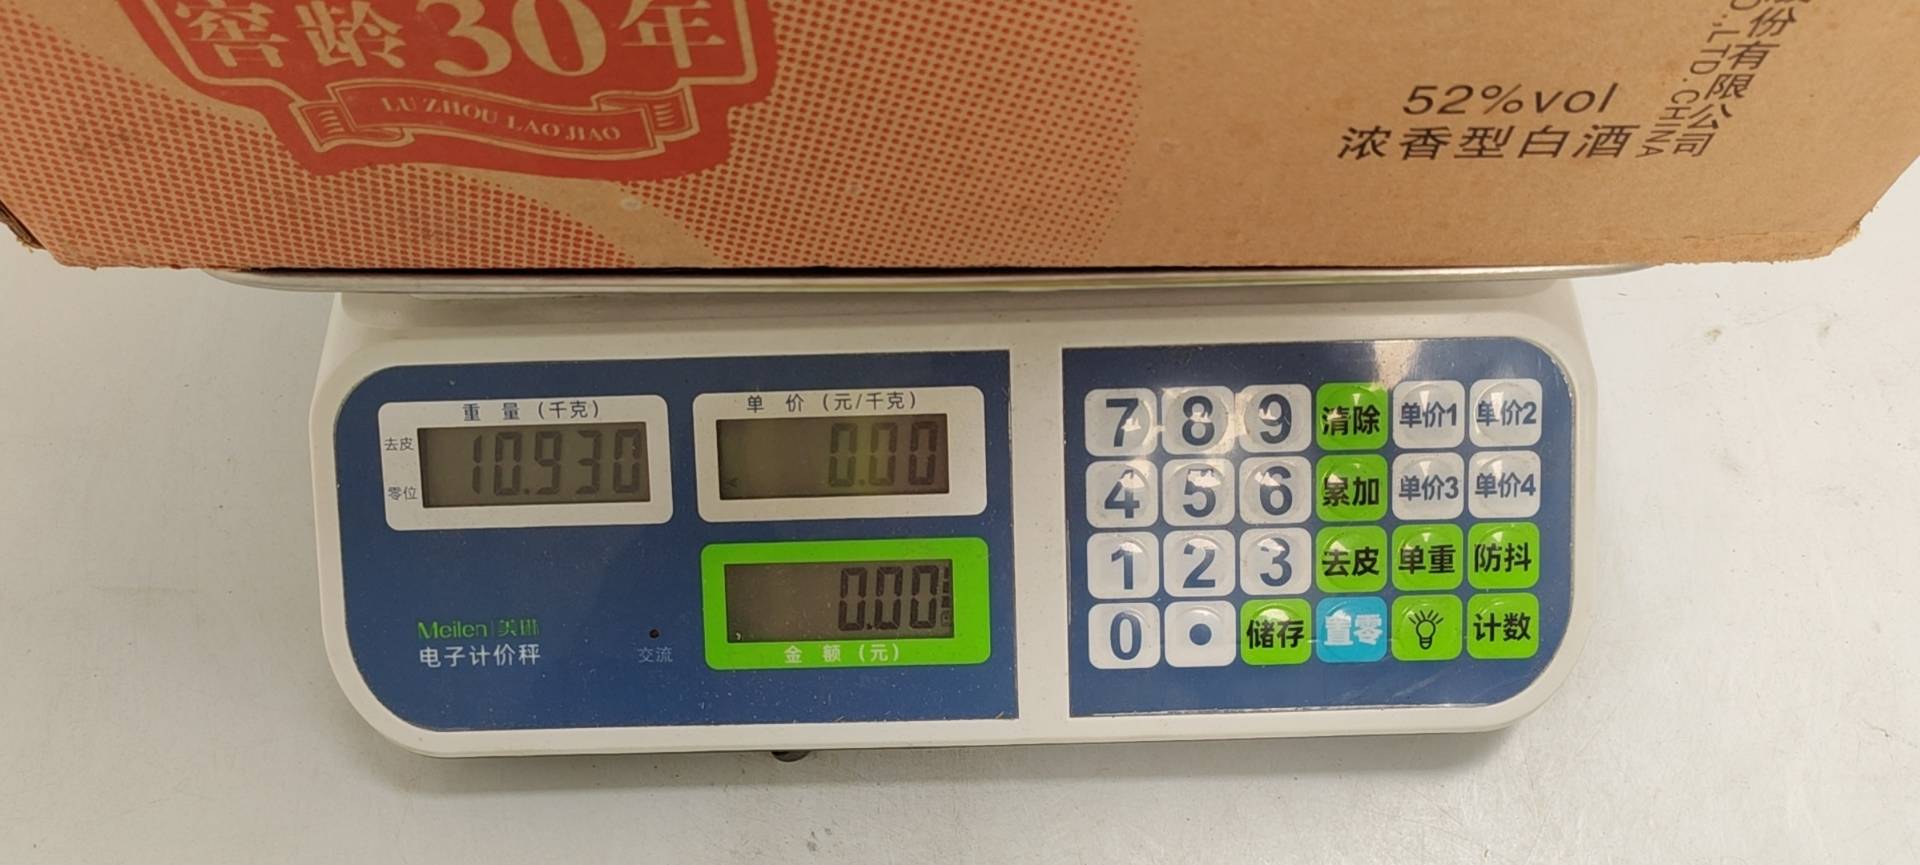 窖龄30年
LU ZHOU LAO JIAO
52%vol
浓香型白酒
份有限公司
O.,LTD.CHINA
重量(千克)
去皮
零位
10.930
单价(元/千克)
0.00
0.00
金额(元)
Meilen|美琳
电子计价秤
交流
7 8 9 清除 单价1 单价2
4 5 6 累加 单价3 单价4
1 2 3 去皮 单重 防抖
0 · 储存 置零 计数